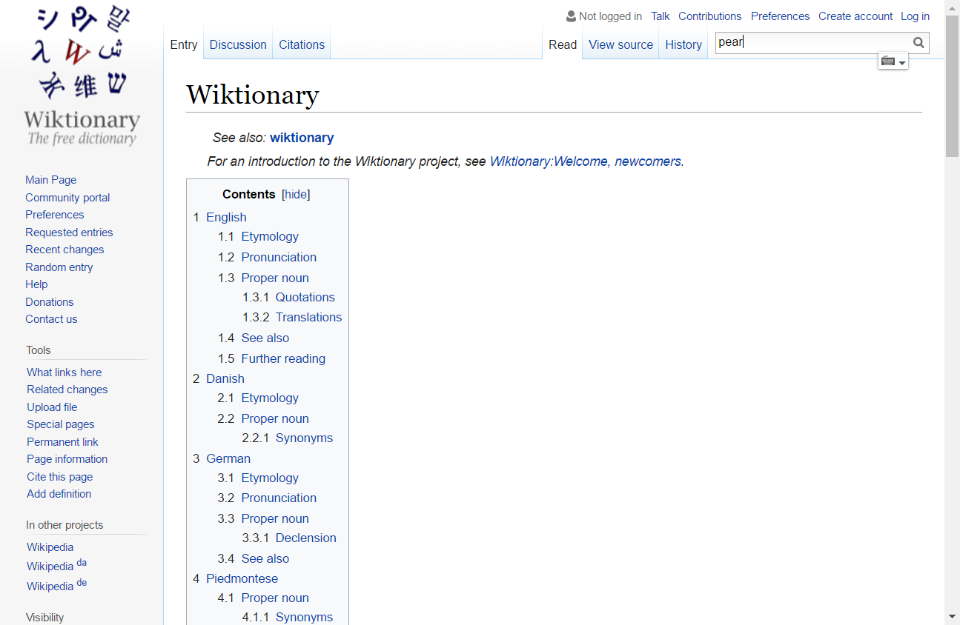 シ Я 말
λ W ش
维 ש
Wiktionary
The free dictionary
Not logged in Talk Contributions Preferences Create account Log in
Entry Discussion Citations Read View source History pear
Main Page
Community portal
Preferences
Requested entries
Recent changes
Random entry
Help
Donations
Contact us
Tools
What links here
Related changes
Upload file
Special pages
Permanent link
Page information
Cite this page
Add definition
In other projects
Wikipedia
Wikipedia da
Wikipedia de
Visibility
Wiktionary
See also: wiktionary
For an introduction to the Wiktionary project, see Wiktionary:Welcome, newcomers.
Contents [hide]
1 English
1.1 Etymology
1.2 Pronunciation
1.3 Proper noun
1.3.1 Quotations
1.3.2 Translations
1.4 See also
1.5 Further reading
2 Danish
2.1 Etymology
2.2 Proper noun
2.2.1 Synonyms
3 German
3.1 Etymology
3.2 Pronunciation
3.3 Proper noun
3.3.1 Declension
3.4 See also
4 Piedmontese
4.1 Proper noun
4.1.1 Synonyms